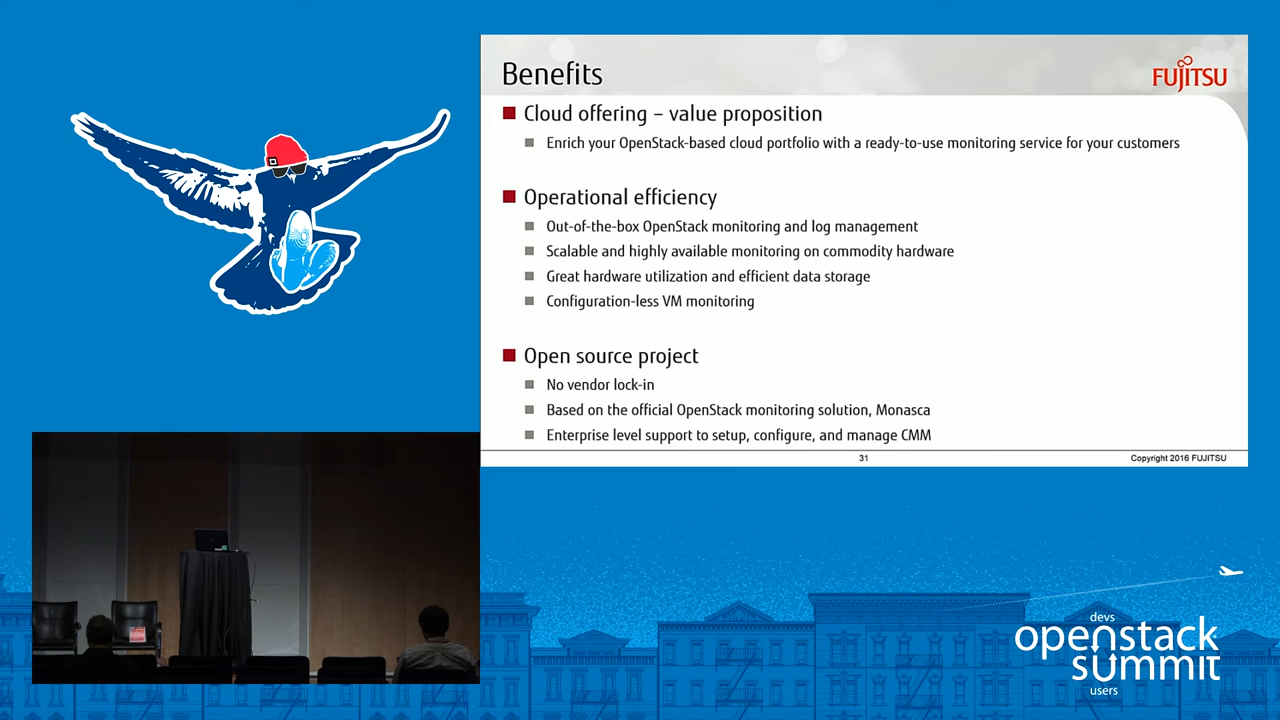 Benefits
FUJITSU
Cloud offering – value proposition
Enrich your OpenStack-based cloud portfolio with a ready-to-use monitoring service for your customers
Operational efficiency
Out-of-the-box OpenStack monitoring and log management
Scalable and highly available monitoring on commodity hardware
Great hardware utilization and efficient data storage
Configuration-less VM monitoring
Open source project
No vendor lock-in
Based on the official OpenStack monitoring solution, Monasca
Enterprise level support to setup, configure, and manage CMM
31
Copyright 2016 FUJITSU
devs
openstack
summit
users